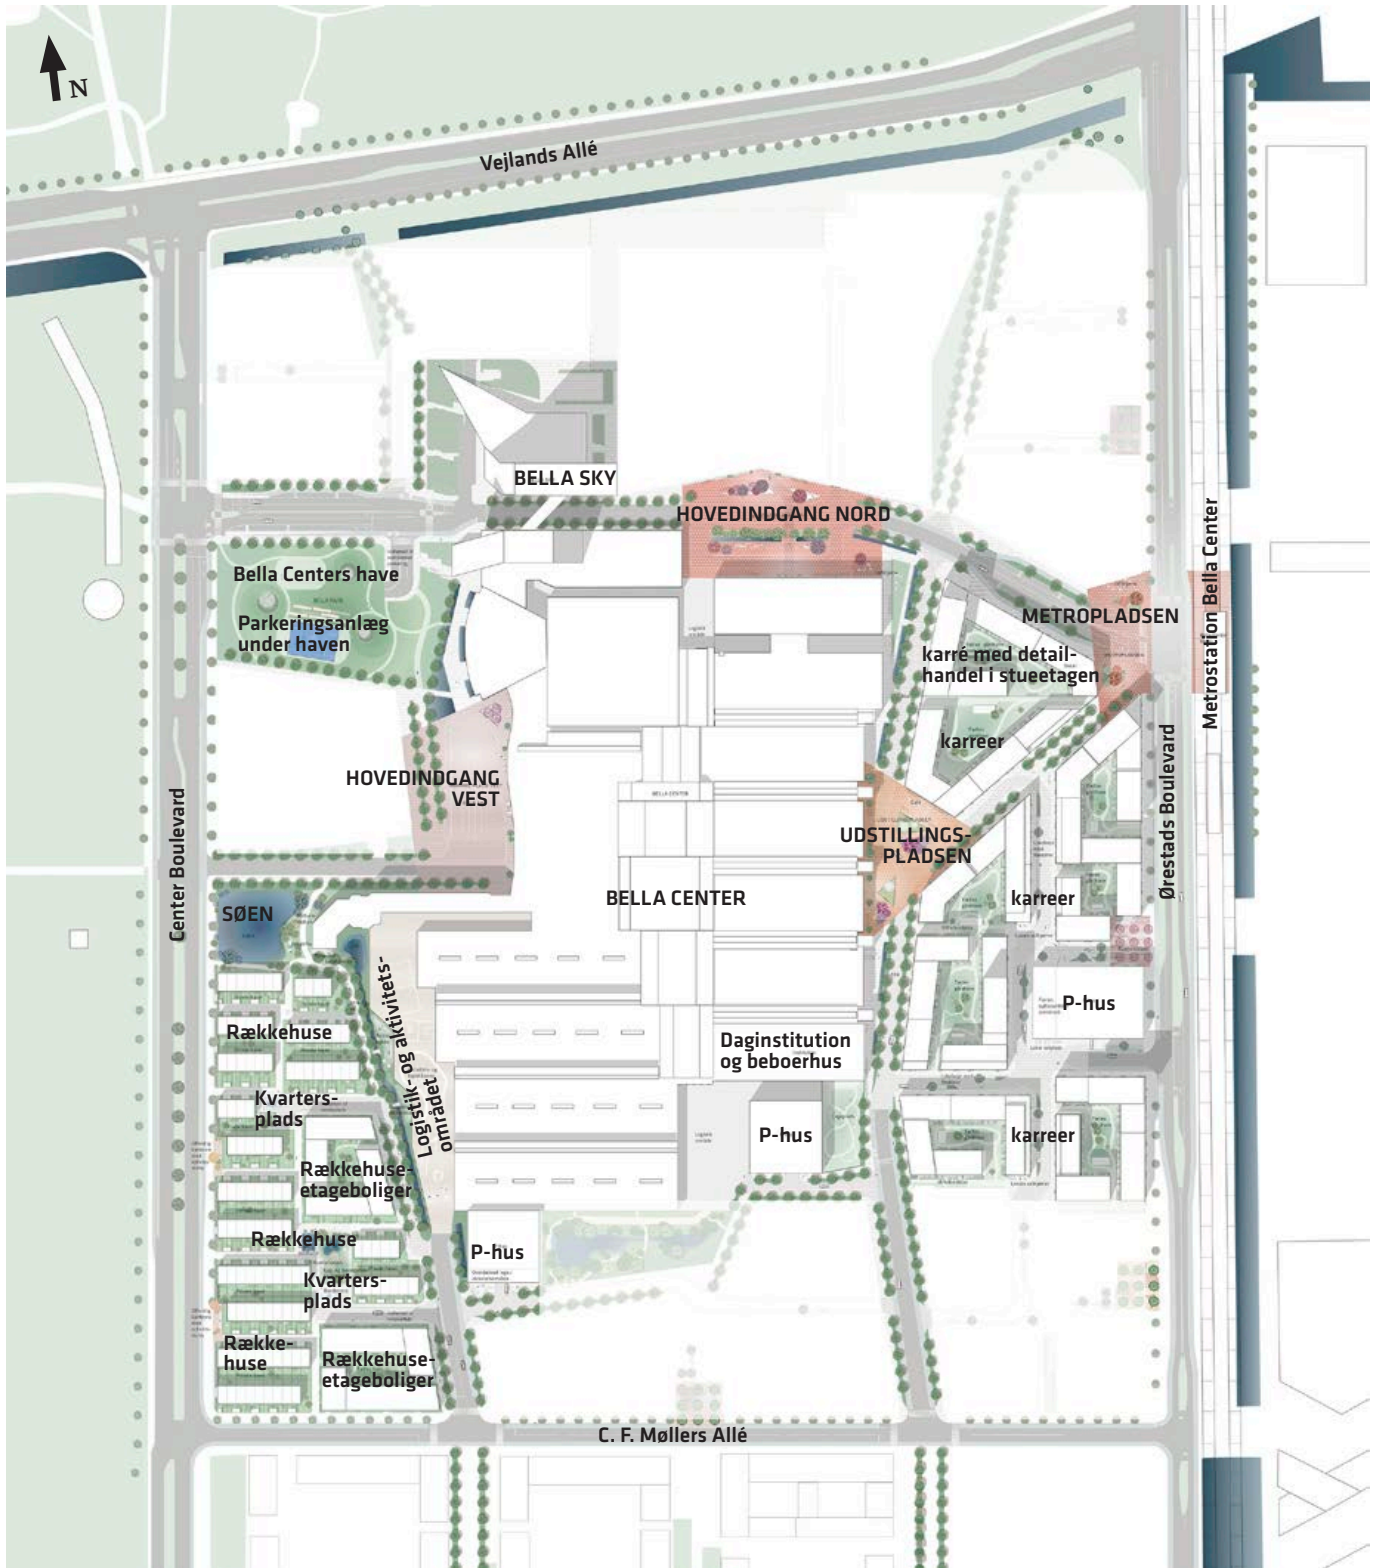 N
Vejlands Allé
BELLA SKY
HOVEDINDGANG NORD
Bella Centers have
Parkeringsanlæg
under haven
METROPLADSEN
Metrostation Bella Center
karré med detail-
handel i stueetagen
karreer
HOVEDINDGANG
VEST
BELLA CENTER
UDSTILLINGS-
PLADSEN
Center Boulevard
Ørestads Boulevard
BELLA CENTER
karreer
SØEN
Logistik- og aktivitets-
området
P-hus
Rækkehuse
Daginstitution
og beboerhus
Kvarters-
plads
P-hus
karreer
Rækkehuse-
etageboliger
Rækkehuse
P-hus
Kvarters-
plads
Række-
huse
Rækkehuse-
etageboliger
C. F. Møllers Allé